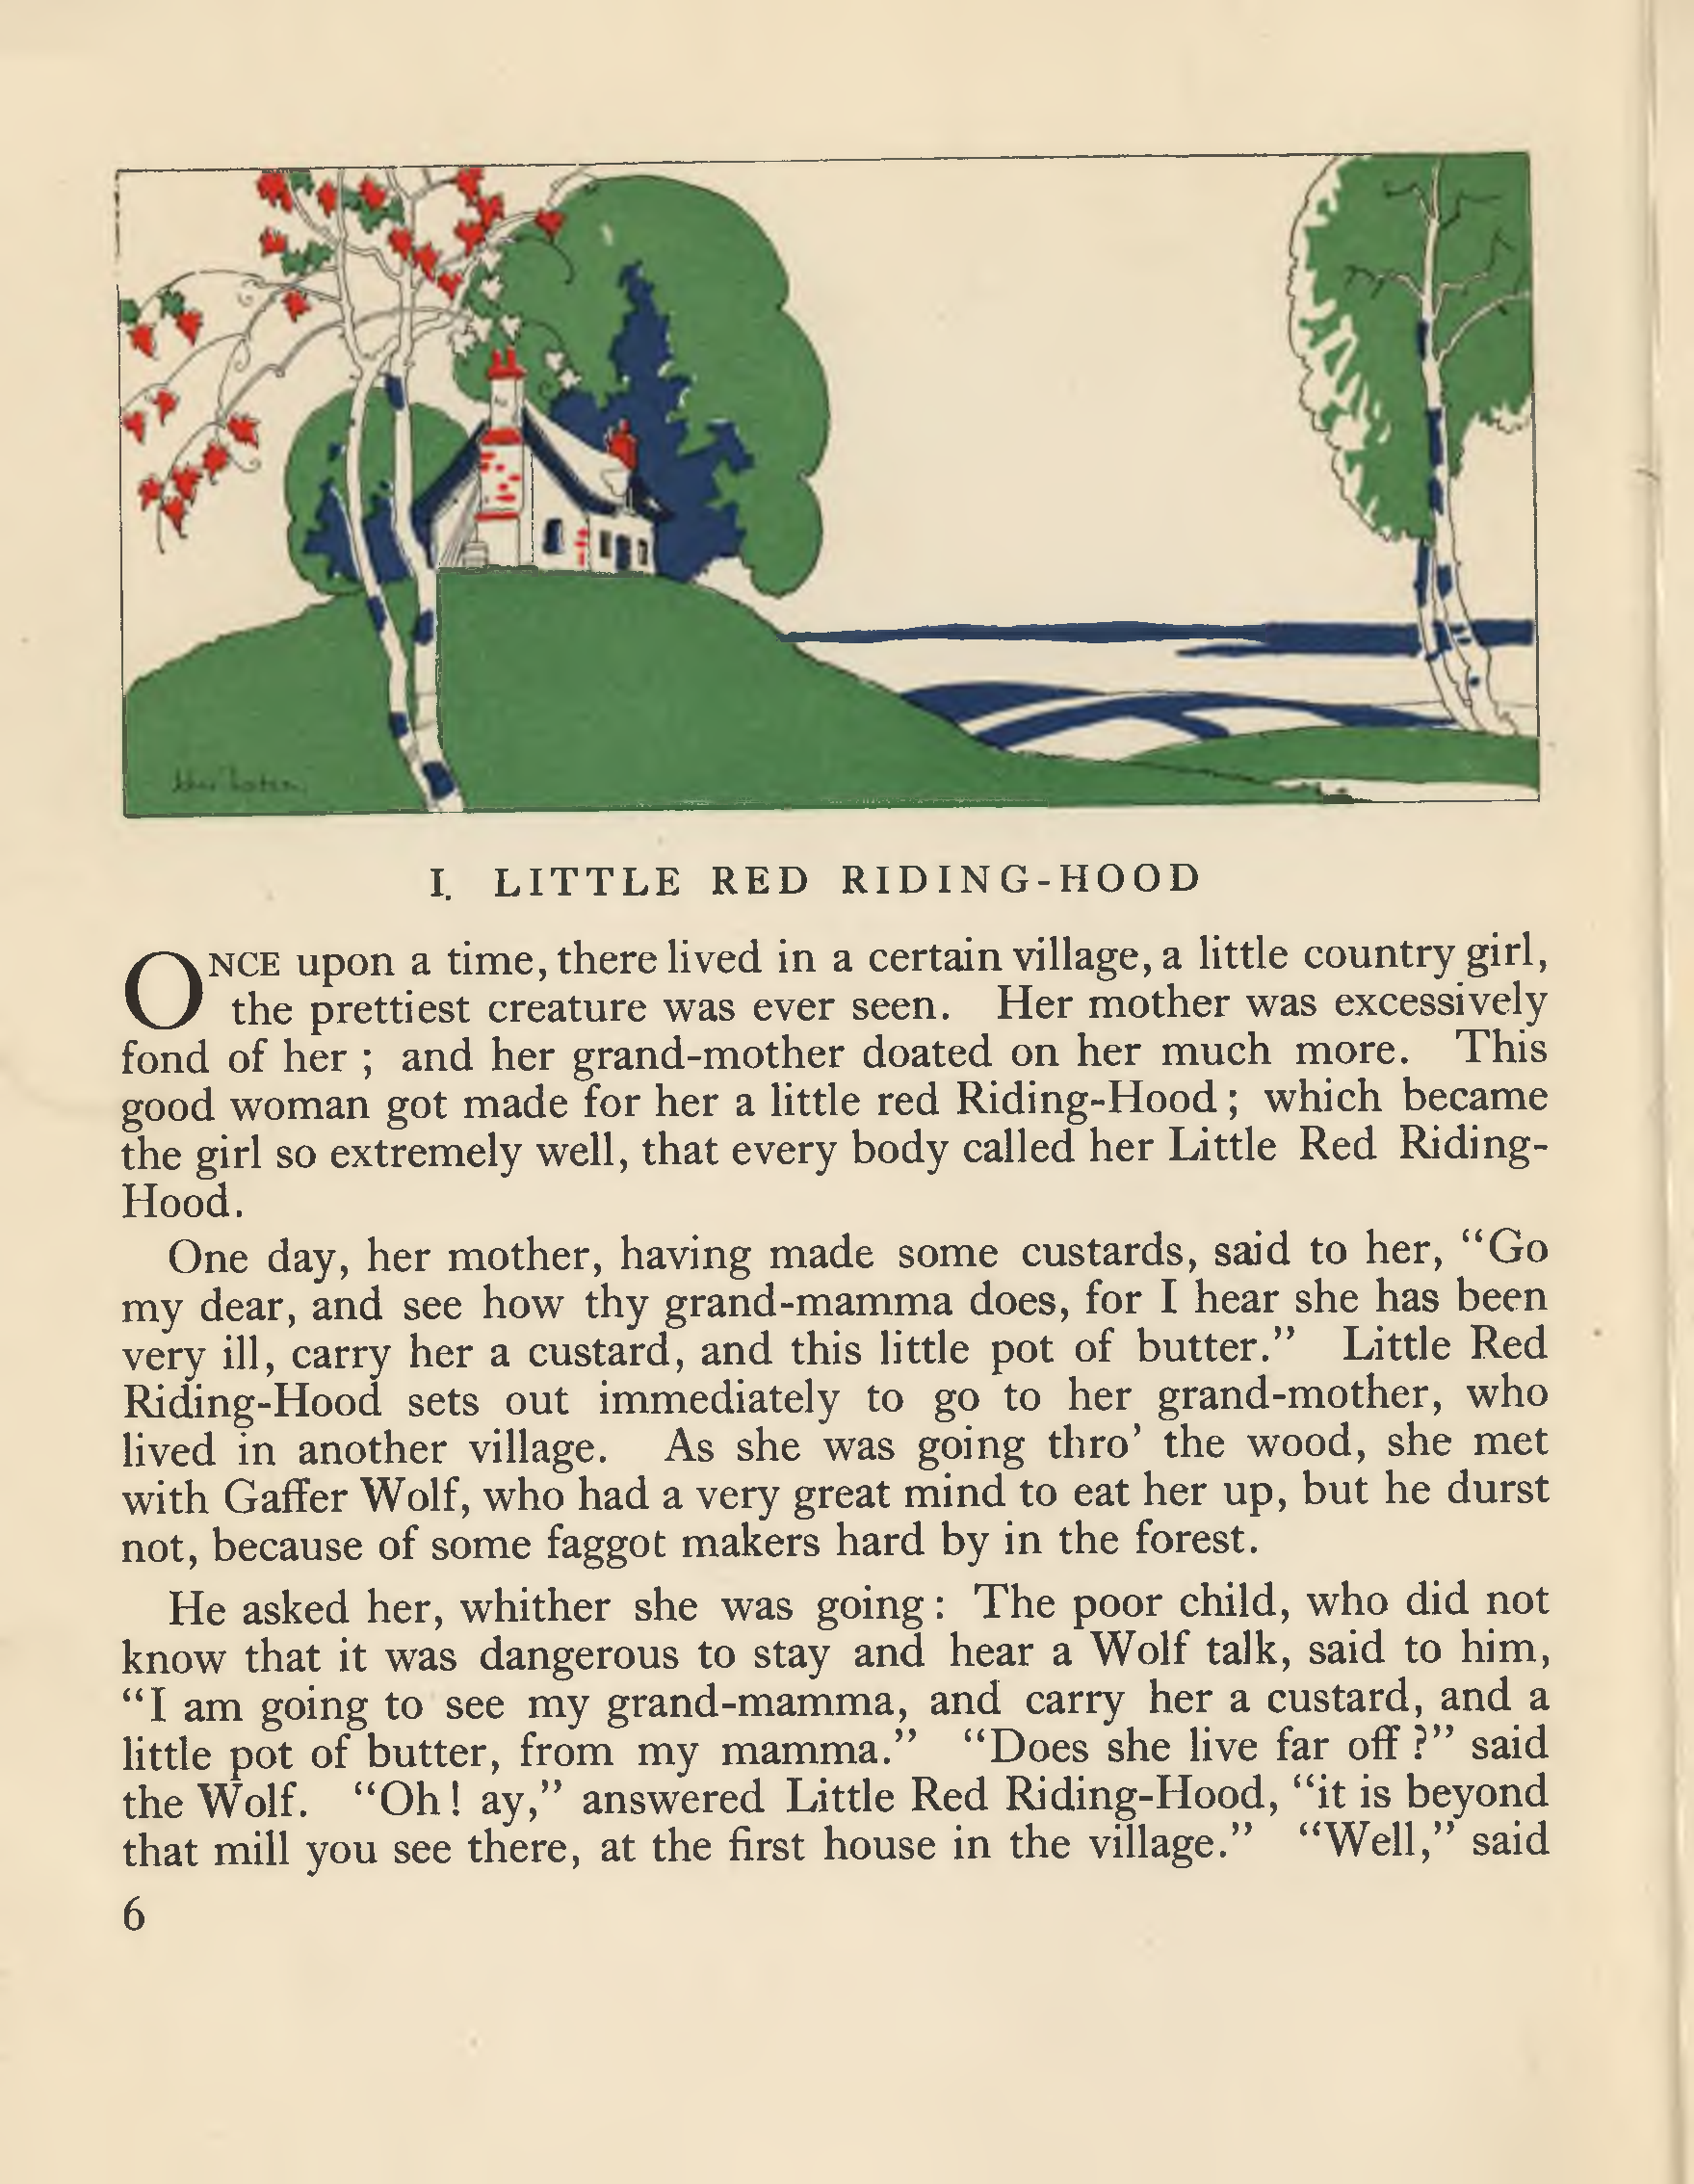 I. LITTLE RED RIDING-HOOD
ONCE upon a time, there lived in a certain village, a little country girl,
the prettiest creature was ever seen. Her mother was excessively
fond of her ; and her grand-mother doated on her much more. This
good woman got made for her a little red Riding-Hood ; which became
the girl so extremely well, that every body called her Little Red Riding-
Hood.
One day, her mother, having made some custards, said to her, “Go
my dear, and see how thy grand-mamma does, for I hear she has been
very ill, carry her a custard, and this little pot of butter.” Little Red
Riding-Hood sets out immediately to go to her grand-mother, who
lived in another village. As she was going thro’ the wood, she met
with Gaffer Wolf, who had a very great mind to eat her up, but he durst
not, because of some faggot makers hard by in the forest.
He asked her, whither she was going : The poor child, who did not
know that it was dangerous to stay and hear a Wolf talk, said to him,
“I am going to see my grand-mamma, and carry her a custard, and a
little pot of butter, from my mamma.” “Does she live far off ?” said
the Wolf. “Oh ! ay,” answered Little Red Riding-Hood, “it is beyond
that mill you see there, at the first house in the village.” “Well,” said
6